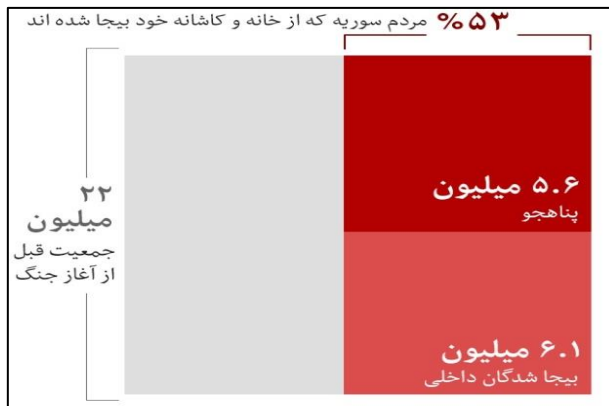 %۵۳ مردم سوریه که از خانه و کاشانه خود بیجا شده اند
۵.۶ میلیون
پناهجو
۶.۱ میلیون
بیجا شدگان داخلی
۲۲
میلیون
جمعیت قبل
از آغاز جنگ